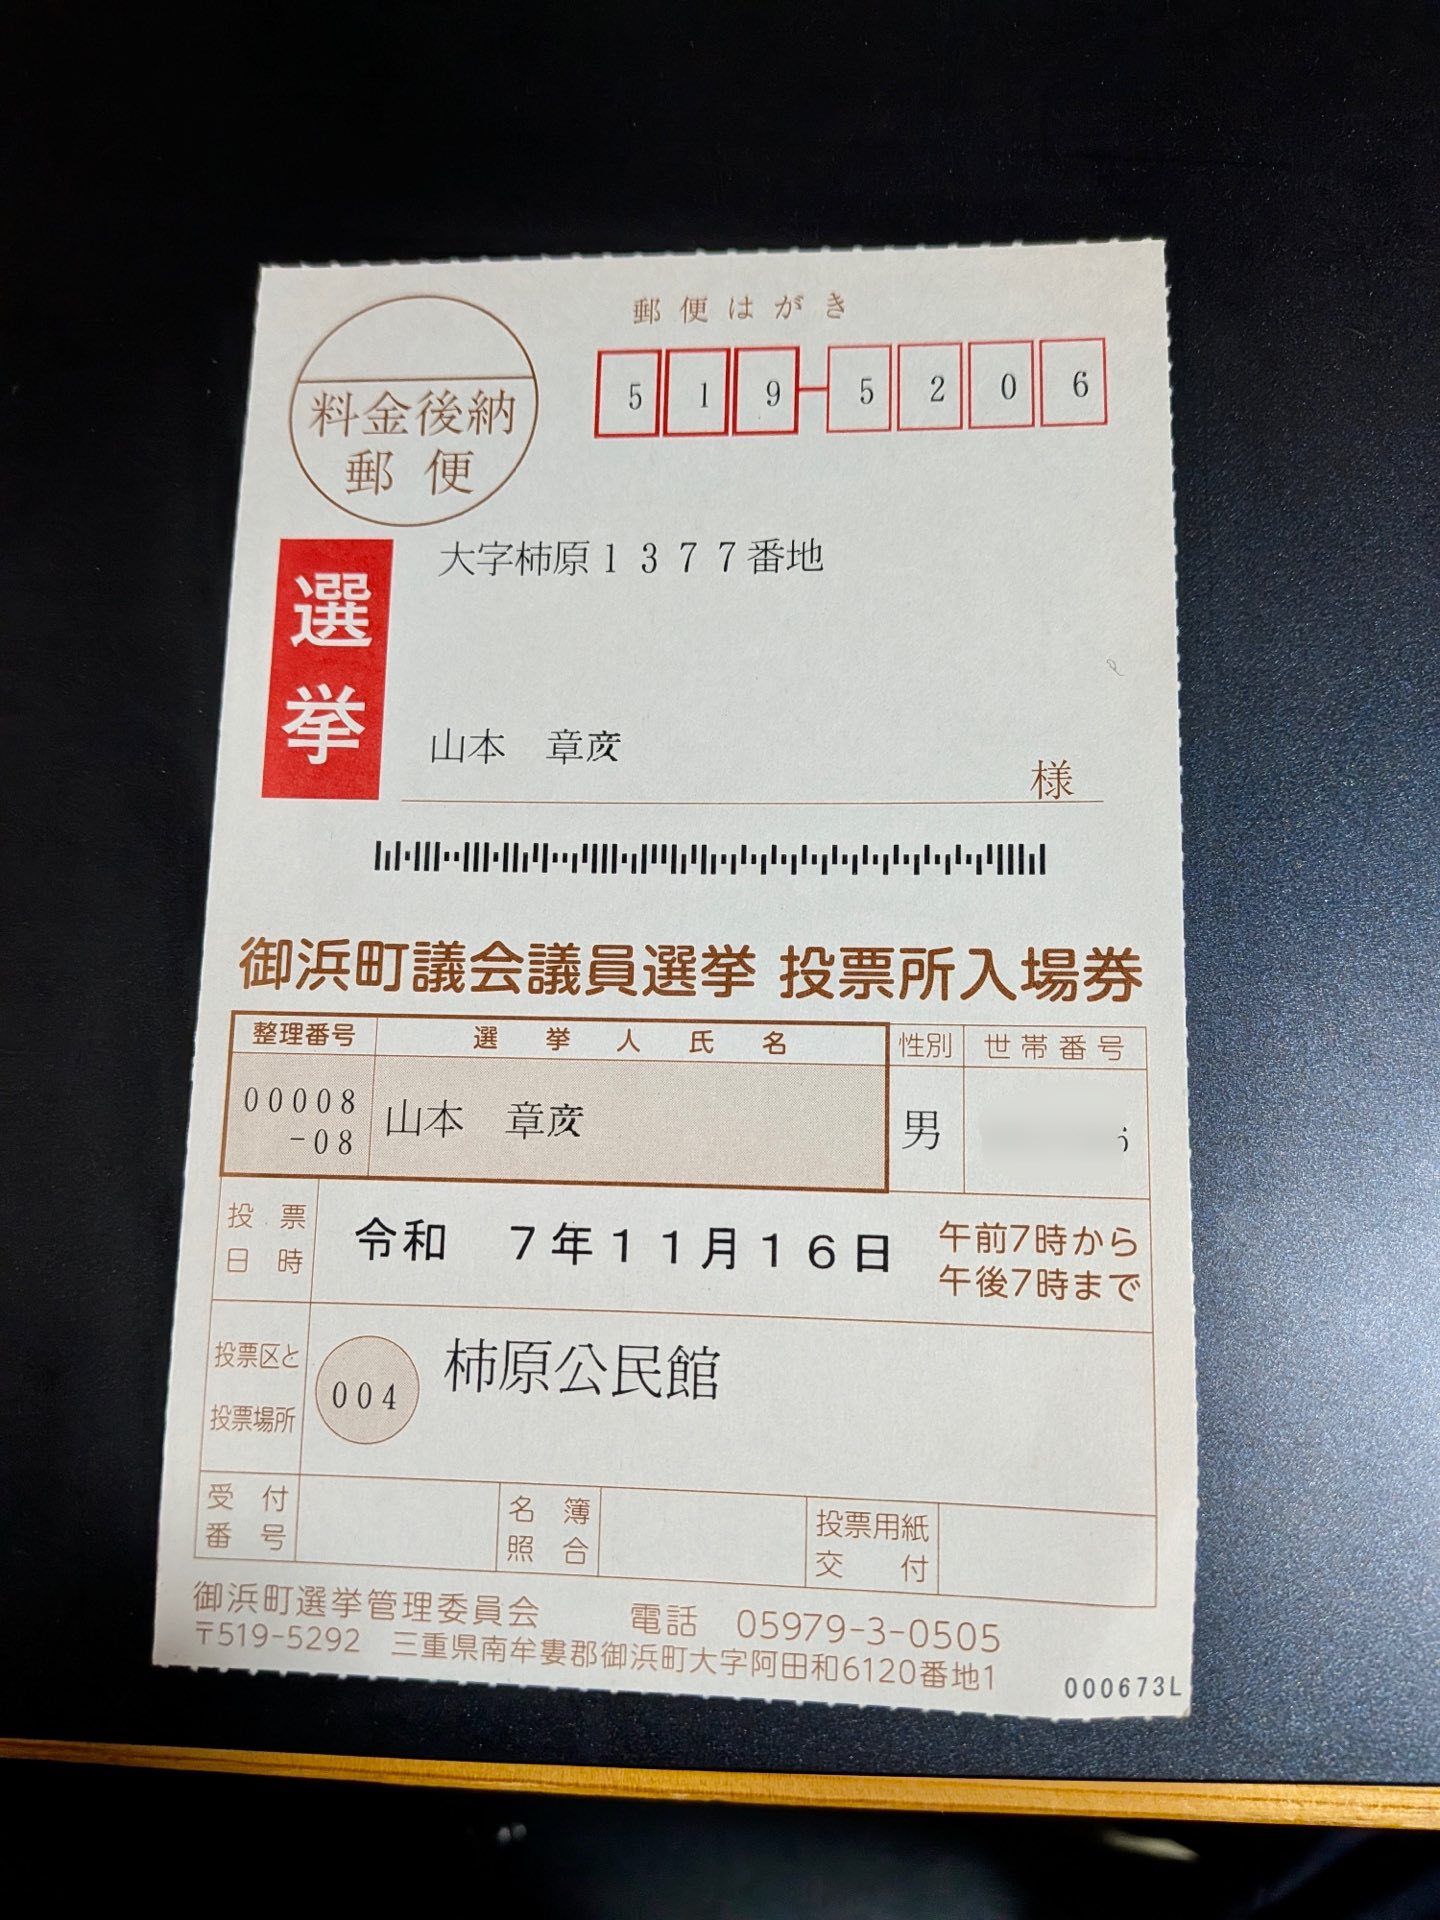 郵便はがき
519-5206
料金後納
郵便
大字柿原1377番地
選挙
山本 章彦
様
御浜町議会議員選挙 投票所入場券
整理番号 選挙人氏名 性別 世帯番号
00008
-08
山本 章彦 男
投票
日時
令和 7年11月16日
午前7時から
午後7時まで
投票区と
投票場所
004
柿原公民館
受付
番号
名簿
照合
投票用紙
交付
御浜町選挙管理委員会 電話 05979-3-0505
〒519-5292 三重県南牟婁郡御浜町大字阿田和6120番地1
000673L